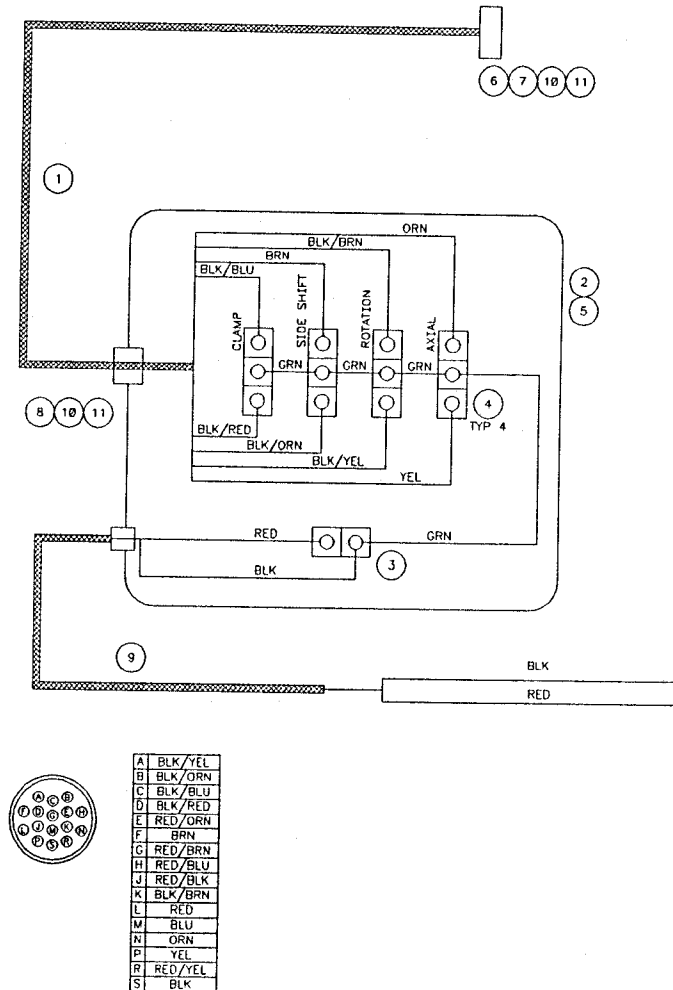 6 7 10 11
1
ORN
BLK/BRN
BRN
BLK/BLU
2
5
CLAMP
SIDE SHIFT
ROTATION
AXIAL
GRN GRN GRN
8 10 11
4
TYP 4
BLK/RED
BLK/ORN
BLK/YEL
YEL
RED
GRN
3
BLK
9
BLK
RED
A C B
F D G E H
L J M K N
P S R
A BLK/YEL
B BLK/ORN
C BLK/BLU
D BLK/RED
E RED/ORN
F BRN
G RED/BRN
H RED/BLU
J RED/BLK
K BLK/BRN
L RED
M BLU
N ORN
P YEL
R RED/YEL
S BLK